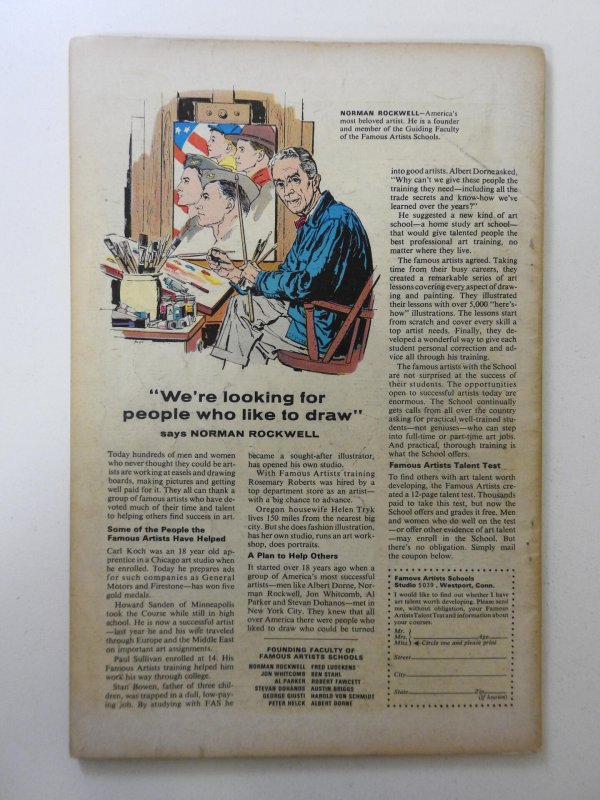 NORMAN ROCKWELL—America's
most beloved artist. He is a founder
and member of the Guiding Faculty
of the Famous Artists Schools.
"We're looking for
people who like to draw"
says NORMAN ROCKWELL
Today hundreds of men and women
who never thought they could be art-
ists are working at easels and drawing
boards, making pictures and getting
well paid for it. They all can thank a
group of famous artists who have de-
voted much of their time and talent
to helping others find success in art.
Some of the People the
Famous Artists Have Helped
Carl Koch was an 18 year old ap-
prentice in a Chicago art studio when
he enrolled. Today he prepares ads
for such companies as General
Motors and Firestone—has won five
gold medals.
Howard Sanden of Minneapolis
took the Course while still in high
school. He is now a successful artist
—last year he and his wife traveled
through Europe and the Middle East
on important art assignments.
Paul Sullivan enrolled at 14. His
Famous Artists training helped him
work his way through college.
Stan Bowen, father of three chil-
dren, was trapped in a dull, low-pay-
ing job. By studying with FAS he
became a sought-after illustrator,
has opened his own studio.
With Famous Artists training
Rosemary Roberts was hired by a
top department store as an artist—
with a big chance to advance.
Oregon housewife Helen Tryk
lives 150 miles from the nearest big
city. But she does fashion illustration,
has her own studio, runs an art work-
shop, does portraits.
A Plan to Help Others
It started over 18 years ago when a
group of America's most successful
artists—men like Albert Dorne, Nor-
man Rockwell, Jon Whitcomb, Al
Parker and Stevan Dohanos—met in
New York City. They knew that all
over America there were people who
liked to draw who could be turned
FOUNDING FACULTY OF
FAMOUS ARTISTS SCHOOLS
NORMAN ROCKWELL FRED LUDEKENS
JON WHITCOMB BEN STAHL
AL PARKER ROBERT FAWCETT
STEVAN DOHANOS AUSTIN BRIGGS
GEORGE GIUSTI HAROLD VON SCHMIDT
PETER HELCK ALBERT DORNE
into good artists. Albert Dorne asked,
"Why can't we give these people the
training they need—including all the
trade secrets and know-how we've
learned over the years?"
He suggested a new kind of art
school—a home study art school—
that would give talented people the
best professional art training, no
matter where they live.
The famous artists agreed. Taking
time from their busy careers, they
created a remarkable series of art
lessons covering every aspect of draw-
ing and painting. They illustrated
their lessons with over 5,000 "here's-
how" illustrations. The lessons start
from scratch and cover every skill a
top artist needs. Finally, they de-
veloped a wonderful way to give each
student personal correction and ad-
vice all through his training.
The famous artists with the School
are not surprised at the success of
their students. The opportunities
open to successful artists today are
enormous. The School continually
gets calls from all over the country
asking for practical well-trained stu-
dents—not geniuses—who can step
into full-time or part-time art jobs.
And practical, thorough training is
what the School offers.
Famous Artists Talent Test
To find others with art talent worth
developing, the Famous Artists cre-
ated a 12-page talent test. Thousands
paid to take this test, but now the
School offers and grades it free. Men
and women who do well on the test
—or offer other evidence of art talent
—may enroll in the School. But
there's no obligation. Simply mail
the coupon below.
Famous Artists Schools
Studio 5039, Westport, Conn.
I would like to find out whether I have
art talent worth developing. Please send
me, without obligation, your Famous
Artists Talent Test and information about
your courses.
Mr.
Mrs. Age
Miss Circle one and please print
Street
City
State Zip
(if known)